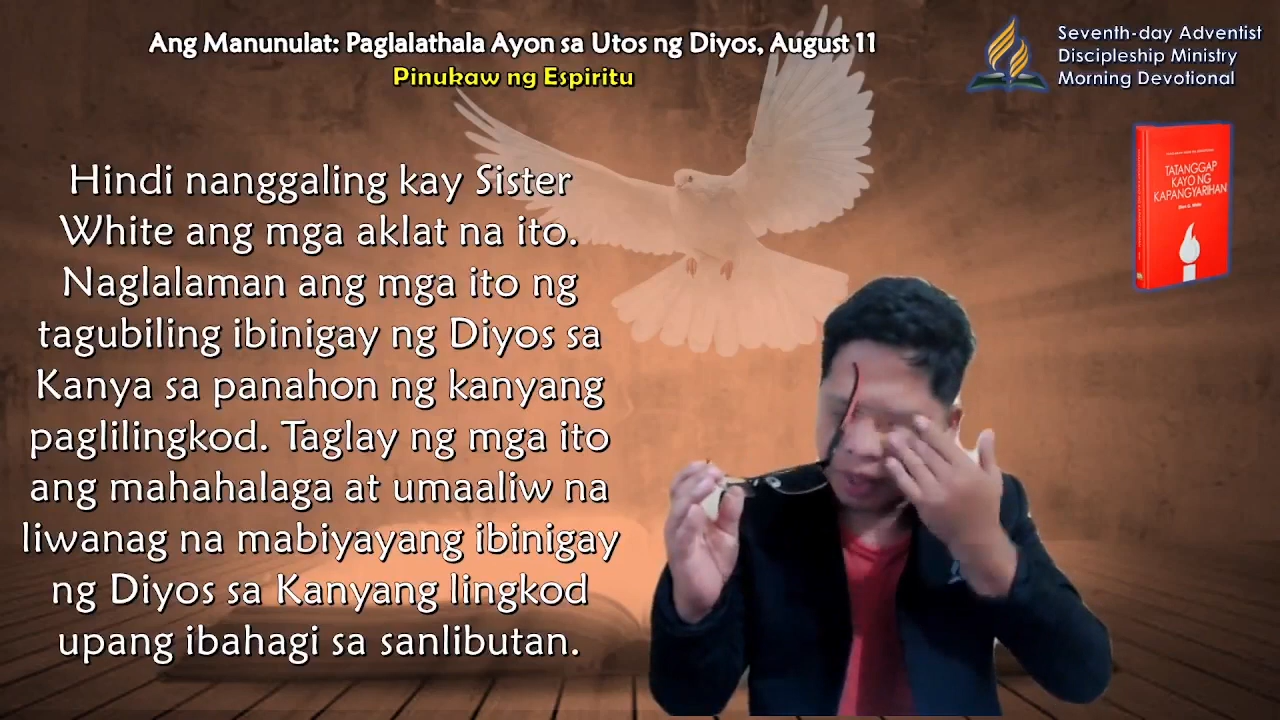 Ang Manunulat: Paglalathala Ayon sa Utos ng Diyos, August 11
Pinukaw ng Espiritu
Seventh-day Adventist
Discipleship Ministry
Morning Devotional
TATANGGAP
KAYO NG
KAPANGYARIHAN
Hindi nanggaling kay Sister
White ang mga aklat na ito.
Naglalaman ang mga ito ng
tagubiling ibinigay ng Diyos sa
Kanya sa panahon ng kanyang
paglilingkod. Taglay ng mga ito
ang mahahalaga at umaaliw na
liwanag na mabiyayang ibinigay
ng Diyos sa Kanyang lingkod
upang ibahagi sa sanlibutan.